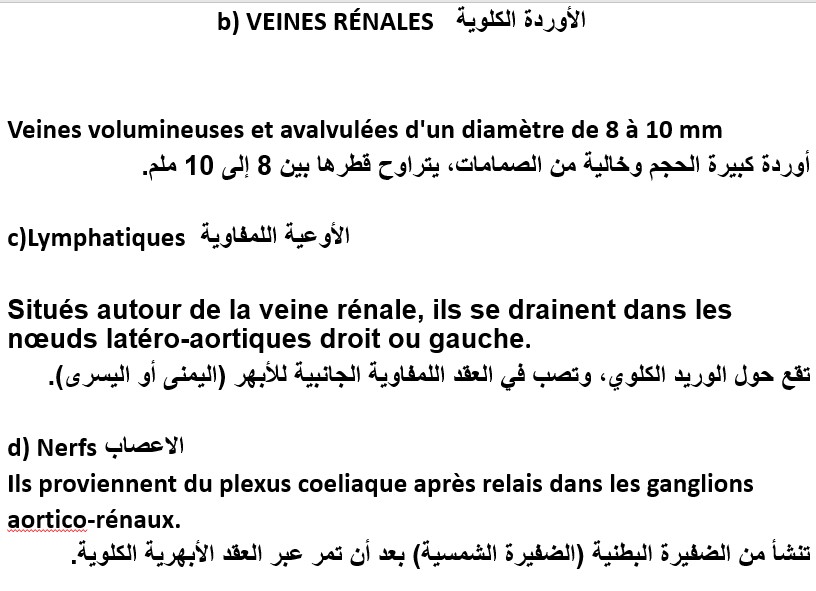 b) VEINES RÉNALES الأوردة الكلوية
Veines volumineuses et avalvulées d'un diamètre de 8 à 10 mm
أوردة كبيرة الحجم وخالية من الصمامات، يتراوح قطرها بين 8 إلى 10 ملم.
c)Lymphatiques الأوعية اللمفاوية
Situés autour de la veine rénale, ils se drainent dans les
nœuds latéro-aortiques droit ou gauche.
تقع حول الوريد الكلوي، وتصب في العقد اللمفاوية الجانبية للأبهر (اليمنى أو اليسرى).
d) Nerfs الاعصاب
Ils proviennent du plexus coeliaque après relais dans les ganglions
aortico-rénaux.
تنشأ من الضفيرة البطنية (الضفيرة الشمسية) بعد أن تمر عبر العقد الأبهرية الكلوية.